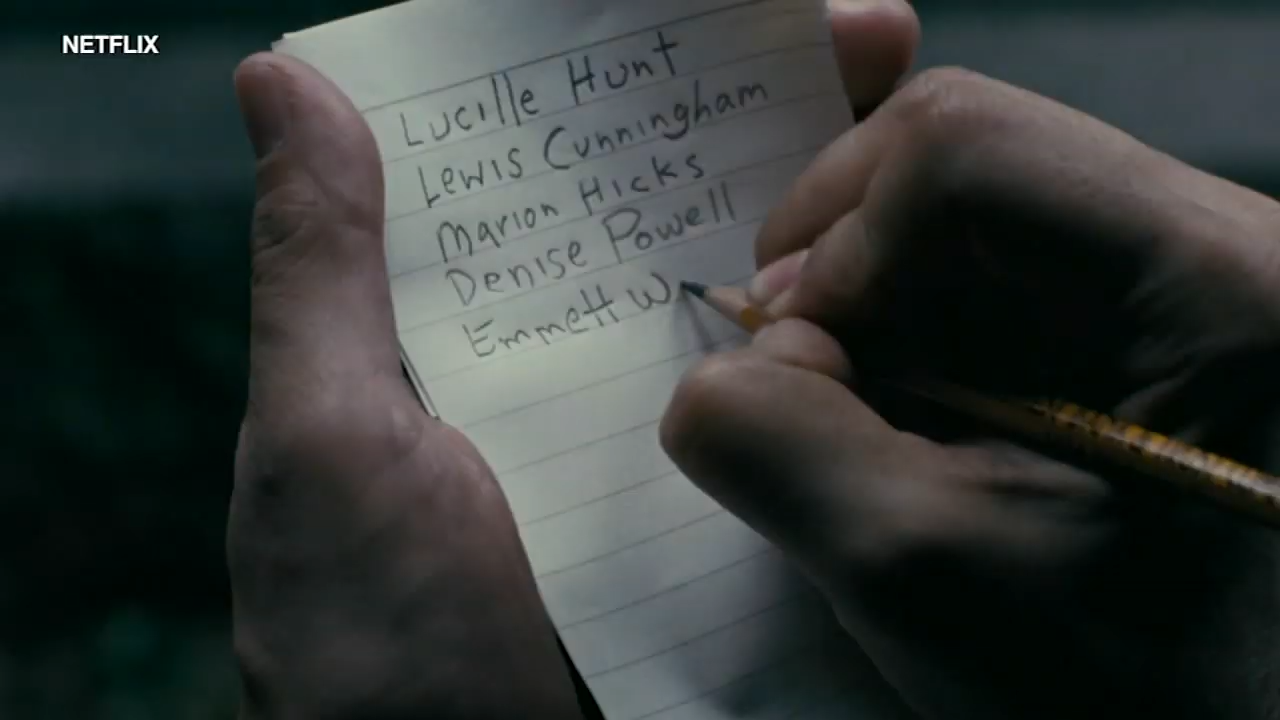 NETFLIX
Lucille Hunt
Lewis Cunningham
Marion Hicks
Denise Powell
Emmett W